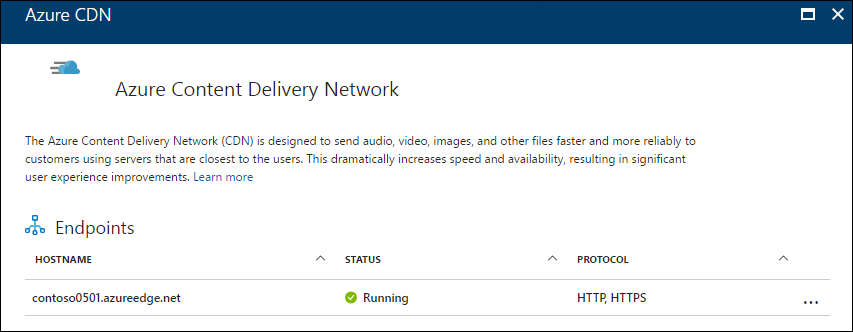 Azure CDN
Azure Content Delivery Network
The Azure Content Delivery Network (CDN) is designed to send audio, video, images, and other files faster and more reliably to
customers using servers that are closest to the users. This dramatically increases speed and availability, resulting in significant
user experience improvements. Learn more
Endpoints
HOSTNAME STATUS PROTOCOL
contoso0501.azureedge.net Running HTTP, HTTPS ...